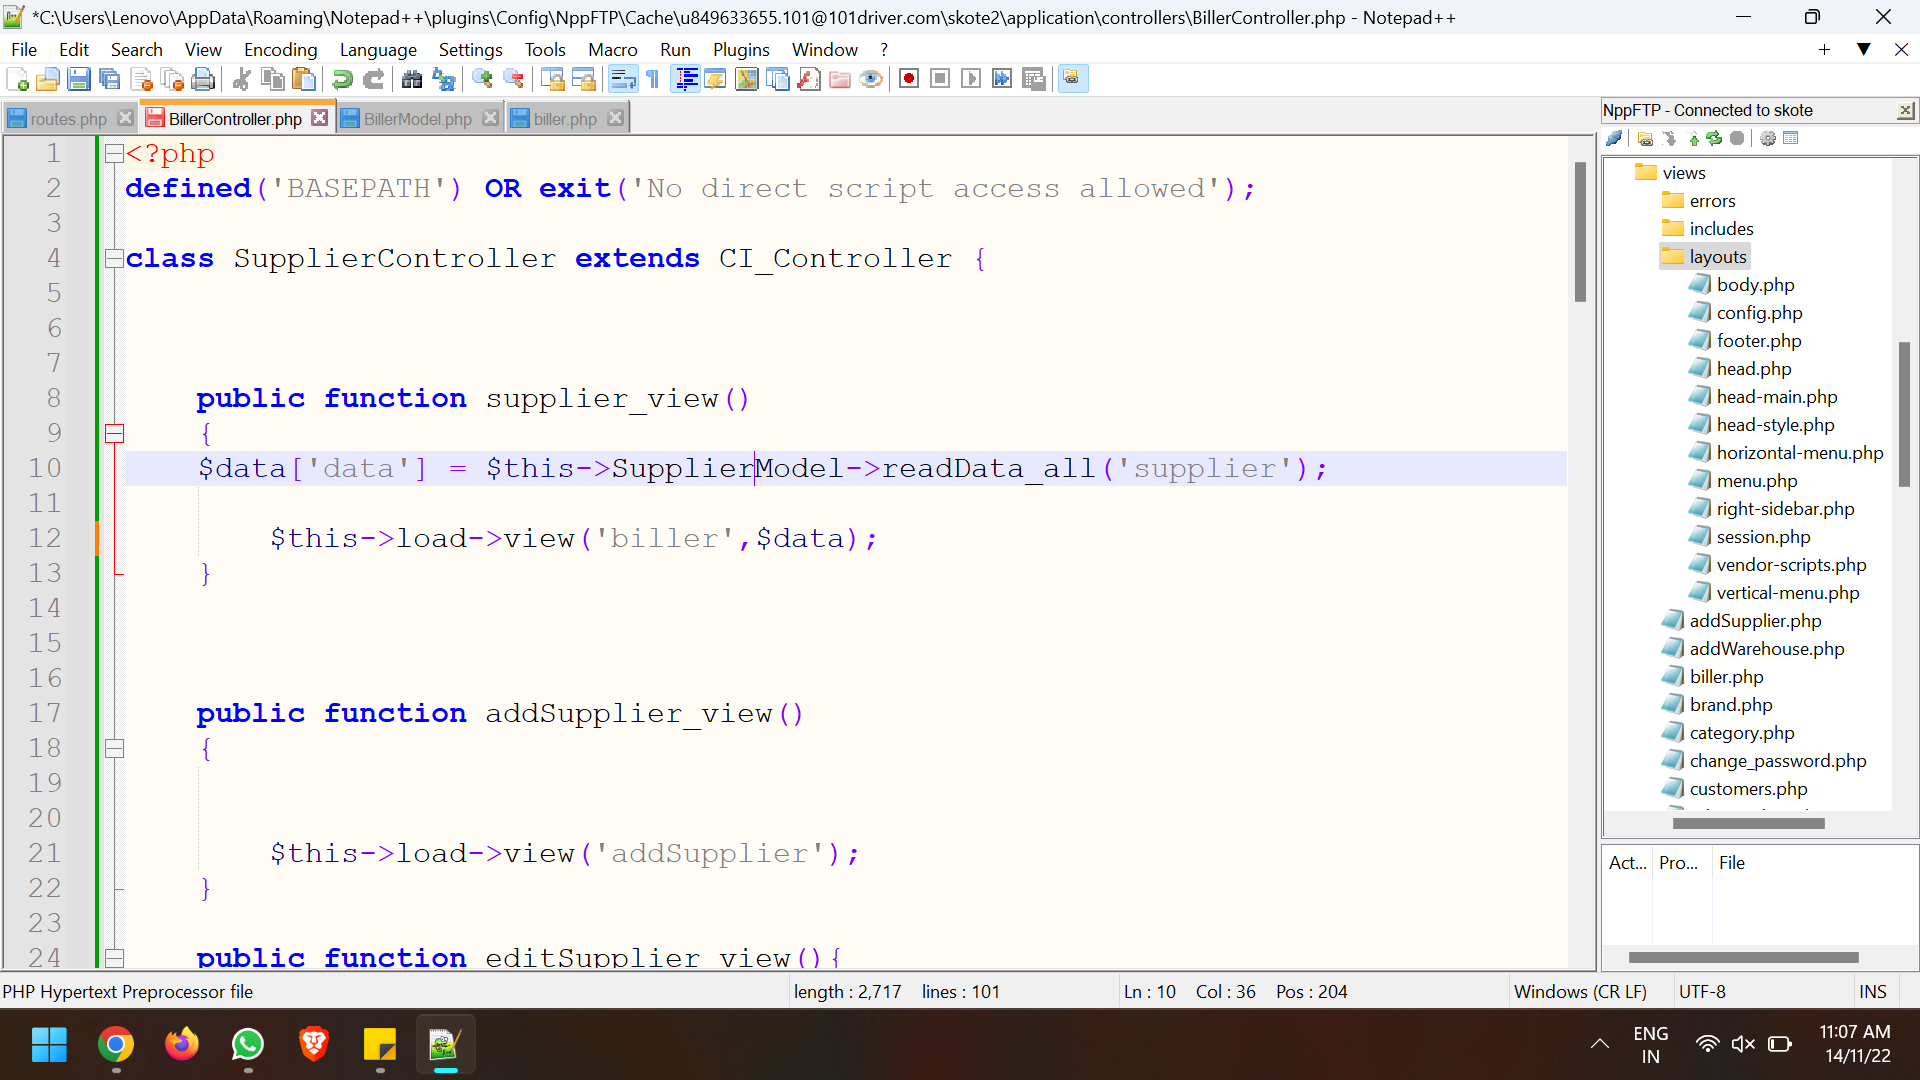 *C:\Users\Lenovo\AppData\Roaming\Notepad++\plugins\Config\NppFTP\Cache\u849633655.101@101driver.com\skote2\application\controllers\BillerController.php - Notepad++
File Edit Search View Encoding Language Settings Tools Macro Run Plugins Window ?
routes.php BillerController.php BillerModel.php biller.php
1 <?php
2 defined('BASEPATH') OR exit('No direct script access allowed');
3
4 class SupplierController extends CI_Controller {
5
6
7
8 public function supplier_view()
9 {
10 $data['data'] = $this->SupplierModel->readData_all('supplier');
11
12 $this->load->view('biller',$data);
13 }
14
15
16
17 public function addSupplier_view()
18 {
19
20
21 $this->load->view('addSupplier');
22 }
23
24 public function editSupplier_view(){
NppFTP - Connected to skote
views
errors
includes
layouts
body.php
config.php
footer.php
head.php
head-main.php
head-style.php
horizontal-menu.php
menu.php
right-sidebar.php
session.php
vendor-scripts.php
vertical-menu.php
addSupplier.php
addWarehouse.php
biller.php
brand.php
category.php
change_password.php
customers.php
Act... Pro... File
PHP Hypertext Preprocessor file length : 2,717 lines : 101 Ln : 10 Col : 36 Pos : 204 Windows (CR LF) UTF-8 INS
ENG
IN
11:07 AM
14/11/22